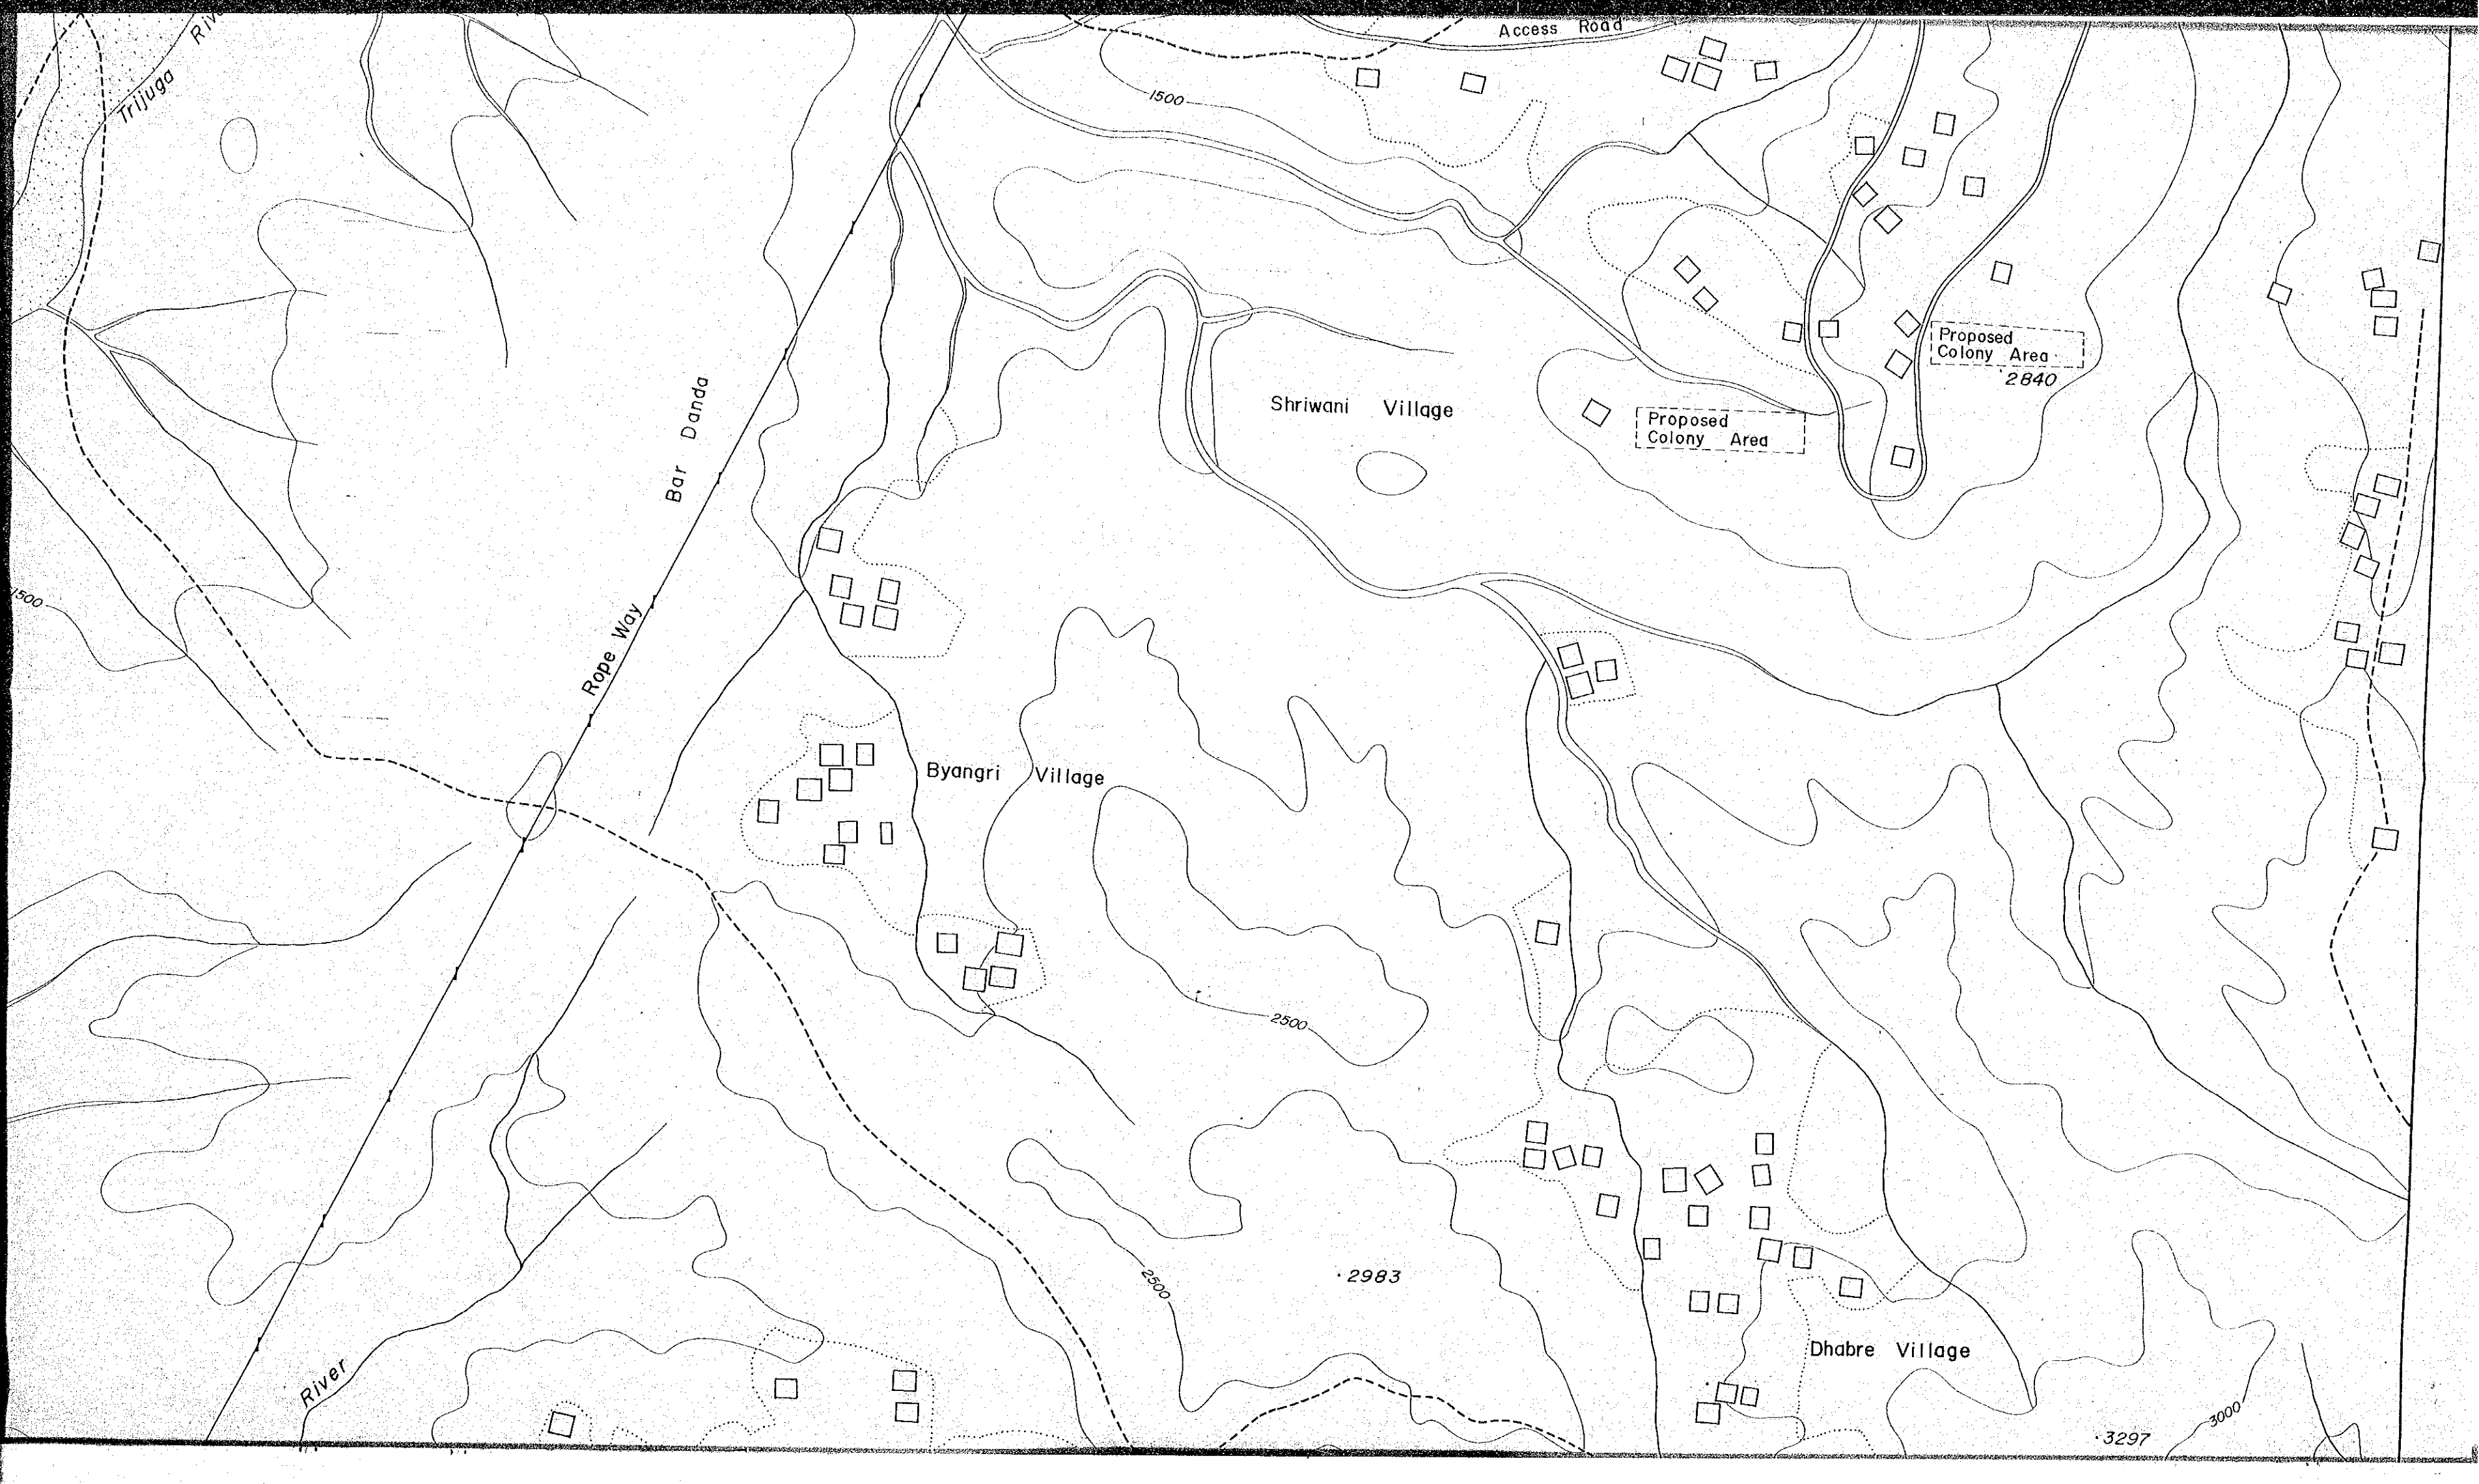 Access Road
Trijuga
1500
Proposed
Colony Area
2840
Bar Danda
Shriwani Village
Proposed
Colony Area
1500
Rope Way
Byangri Village
2500
2500
2983
Dhabre Village
River
3000
3297